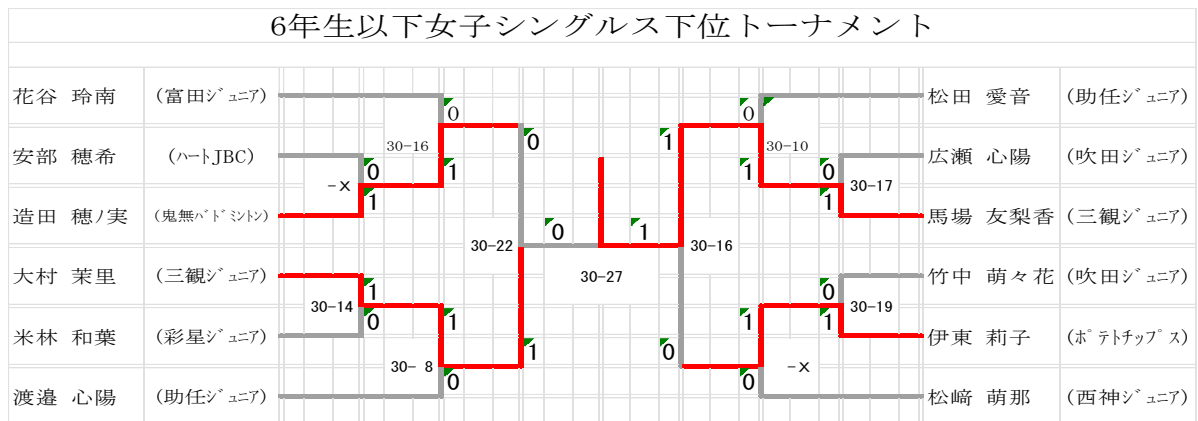 6年生以下女子シングルス下位トーナメント
花谷 玲南 (富田ジュニア) 0 0 松田 愛音 (助任ジュニア)
30-16 0 1 30-10
安部 穂希 (ハートJBC) 0 1 1 0 広瀬 心陽 (吹田ジュニア)
-X 30-17
造田 穂ノ実 (鬼無バドミントン) 1 1 馬場 友梨香 (三観ジュニア)
30-22 0 1 30-16
大村 茉里 (三観ジュニア) 1 30-27 0 竹中 萌々花 (吹田ジュニア)
30-14 30-19
米林 和葉 (彩星ジュニア) 0 1 1 1 伊東 莉子 (ポテトチップス)
1 0
30- 8 -X
渡邉 心陽 (助任ジュニア) 0 0 松﨑 萌那 (西神ジュニア)